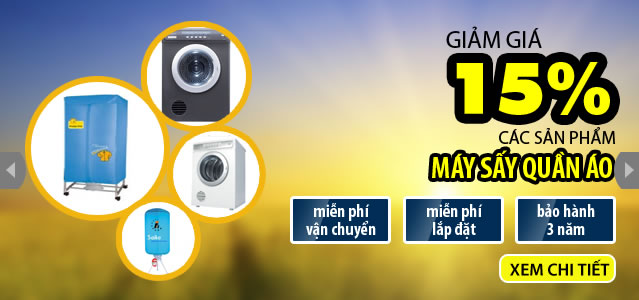 GIẢM GIÁ
15%
CÁC SẢN PHẨM
MÁY SẤY QUẦN ÁO
miễn phí
vận chuyển
miễn phí
lắp đặt
bảo hành
3 năm
XEM CHI TIẾT